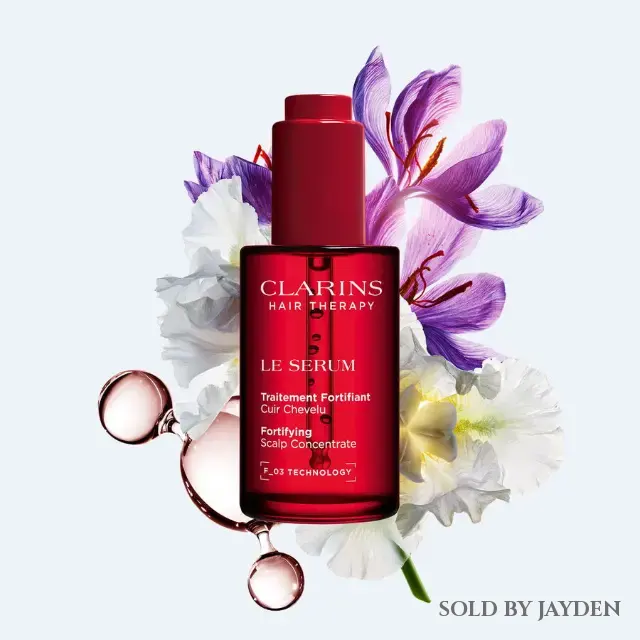 CLARINS
HAIR THERAPY
LE SERUM
Traitement Fortifiant
Cuir Chevelu
Fortifying
Scalp Concentrate
F_03 TECHNOLOGY
SOLD BY JAYDEN